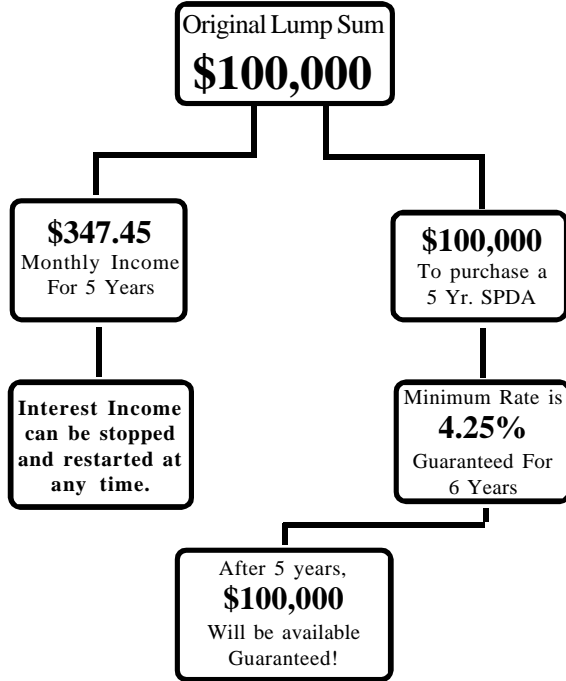 Original Lump Sum
$100,000
$347.45
Monthly Income
For 5 Years
$100,000
To purchase a
5 Yr. SPDA
Interest Income
can be stopped
and restarted at
any time.
Minimum Rate is
4.25%
Guaranteed For
6 Years
After 5 years,
$100,000
Will be available
Guaranteed!